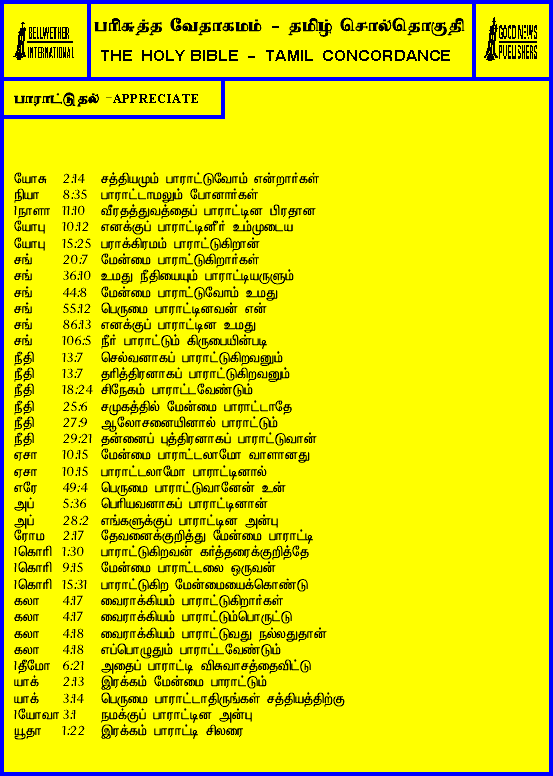 BELLWETHER
INTERNATIONAL
பரிசுத்த வேதாகமம் - தமிழ் சொல்தொகுதி
THE HOLY BIBLE - TAMIL CONCORDANCE
GOOD NEWS
PUBLISHERS
பாராட்டுதல் -APPRECIATE
யோசு 2:14 சத்தியமும் பாராட்டுவோம் என்றார்கள்
நியா 8:35 பாராட்டாமலும் போனார்கள்
1நாளா 11:10 வீரதத்துவத்தைப் பாராட்டின பிரதான
யோபு 10:12 எனக்குப் பாராட்டினீர் உம்முடைய
யோபு 15:25 பராக்கிரமம் பாராட்டுகிறான்
சங் 20:7 மேன்மை பாராட்டுகிறார்கள்
சங் 36:10 உமது நீதியையும் பாராட்டியருளும்
சங் 44:8 மேன்மை பாராட்டுவோம் உமது
சங் 55:12 பெருமை பாராட்டினவன் என்
சங் 86:13 எனக்குப் பாராட்டின உமது
சங் 106:5 நீர் பாராட்டும் கிருபையின்படி
நீதி 13:7 செல்வனாகப் பாராட்டுகிறவனும்
நீதி 13:7 தரித்திரனாகப் பாராட்டுகிறவனும்
நீதி 18:24 சிநேகம் பாராட்டவேண்டும்
நீதி 25:6 சமுகத்தில் மேன்மை பாராட்டாதே
நீதி 27:9 ஆலோசனையினால் பாராட்டும்
நீதி 29:21 தன்னைப் புத்திரனாகப் பாராட்டுவான்
ஏசா 10:15 மேன்மை பாராட்டலாமோ வாளானது
ஏசா 10:15 பாராட்டலாமோ பாராட்டினால்
எரே 49:4 பெருமை பாராட்டுவானேன் உன்
அப் 5:36 பெரியவனாகப் பாராட்டினான்
அப் 28:2 எங்களுக்குப் பாராட்டின அன்பு
ரோம 2:17 தேவனைக்குறித்து மேன்மை பாராட்டி
1கொரி 1:30 பாராட்டுகிறவன் கர்த்தரைக்குறித்தே
1கொரி 9:15 மேன்மை பாராட்டலை ஒருவன்
1கொரி 15:31 பாராட்டுகிற மேன்மையைக்கொண்டு
கலா 4:17 வைராக்கியம் பாராட்டுகிறார்கள்
கலா 4:17 வைராக்கியம் பாராட்டும்பொருட்டு
கலா 4:18 வைராக்கியம் பாராட்டுவது நல்லதுதான்
கலா 4:18 எப்பொழுதும் பாராட்டவேண்டும்
1தீமோ 6:21 அதைப் பாராட்டி விசுவாசத்தைவிட்டு
யாக் 2:13 இரக்கம் மேன்மை பாராட்டும்
யாக் 3:14 பெருமை பாராட்டாதிருங்கள் சத்தியத்திற்கு
1யோவா 3:1 நமக்குப் பாராட்டின அன்பு
யூதா 1:22 இரக்கம் பாராட்டி சிலரை